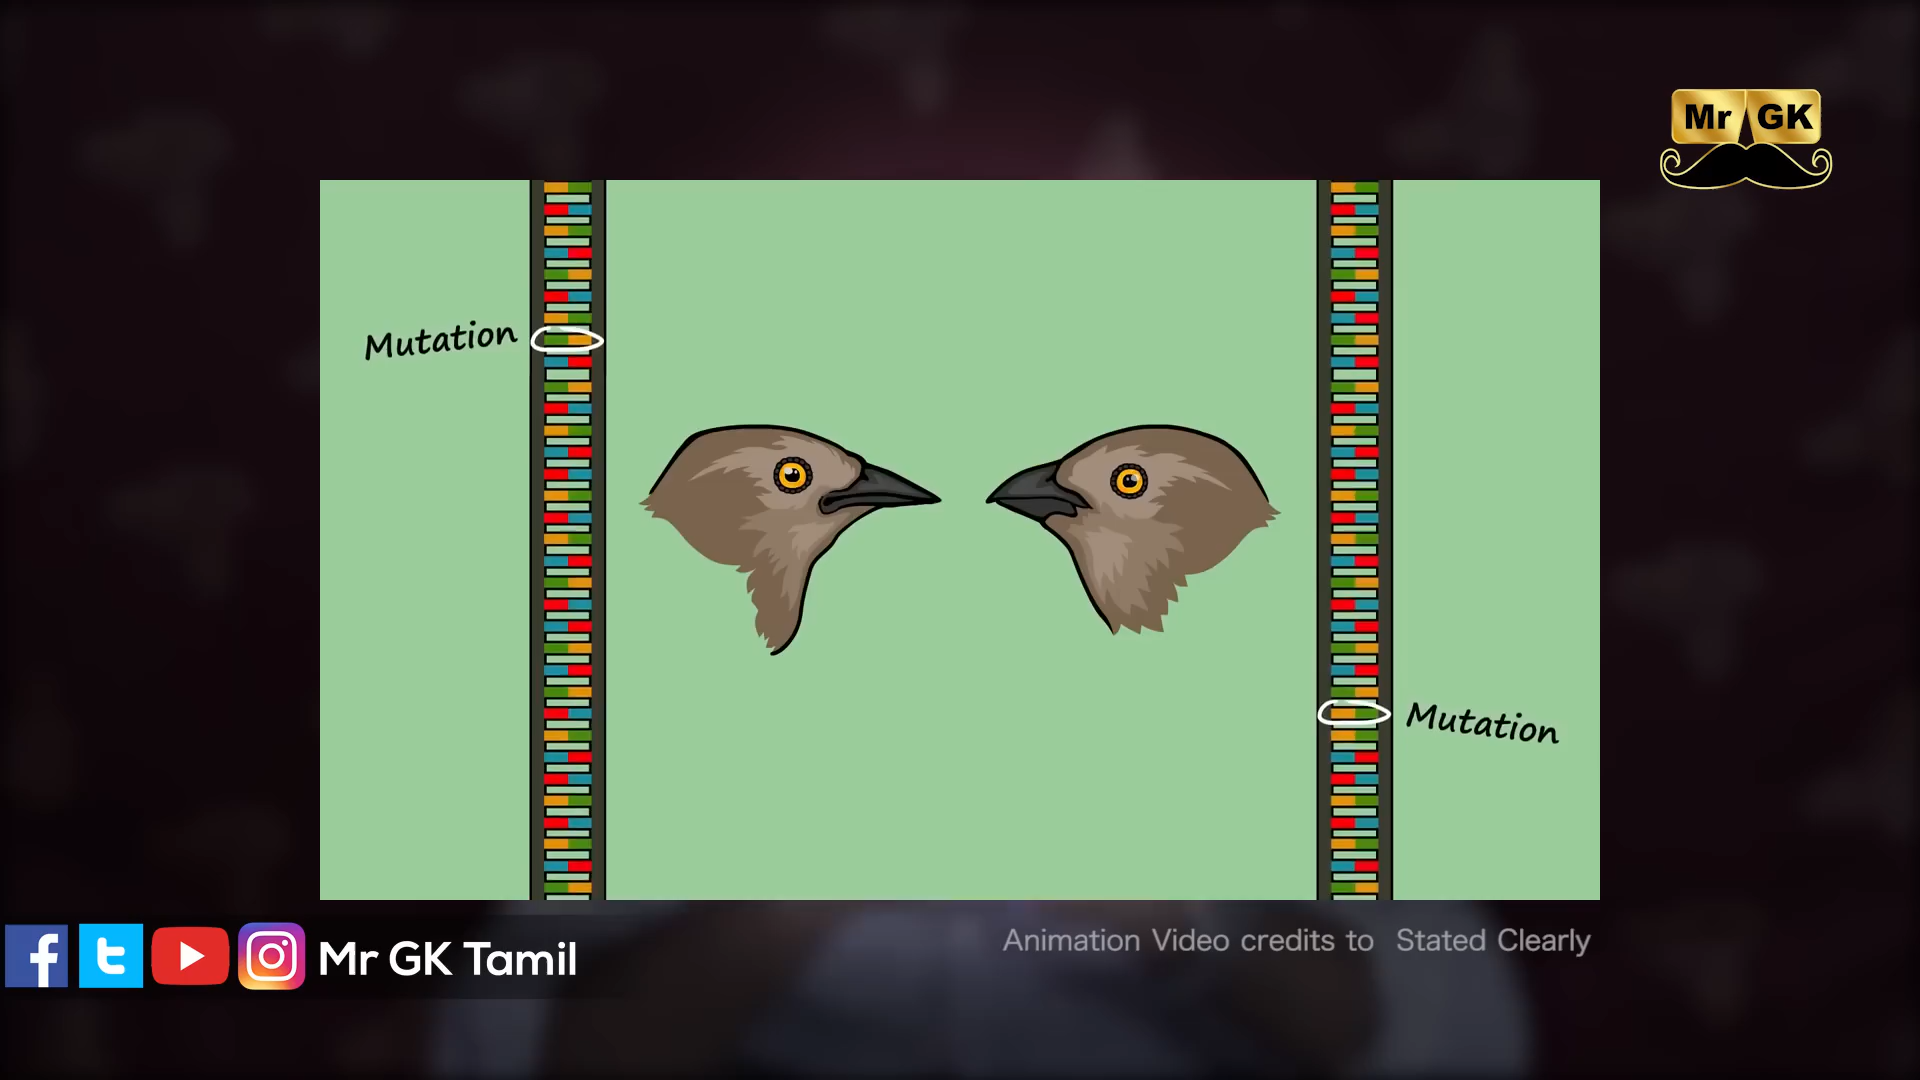 Mr GK
Mutation
Mutation
Animation Video credits to Stated Clearly
Mr GK Tamil